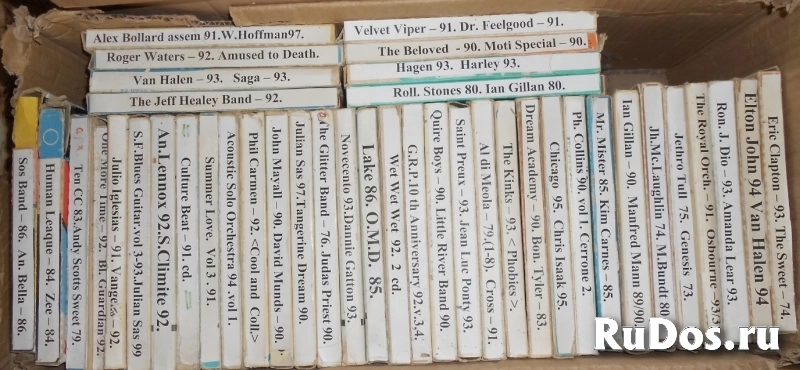 Alex Bollard assem 91.W.Hoffman97.
Roger Waters – 92. Amused to Death.
Van Halen – 93. Saga – 93.
The Jeff Healey Band – 92.
Velvet Viper – 91. Dr. Feelgood – 91.
The Beloved - 90. Moti Special – 90.
Hagen 93. Harley 93.
Roll. Stones 80. Ian Gillan 80.
Sos Band – 86. An. Bella – 86.
Human League – 84. Zee – 84.
Ten CC 83.Andy Scotts Sweet 79.
One More Time – 92. Bl. Guardian 92.
Julio Iglesias – 91. Vangelis – 92.
S.F.Blues Guitar.vol 3-93.Julian Sas 99
An.Lennox 92.S.Climite 92.
Culture Beat – 91. ed.
Summer Love. Vol 3 . 91.
Acoustic Solo Orchestra 94 .vol 1.
Phil Carmen – 92. <Cool and Coll.>
John Mayall – 90. David Munds – 90.
Julian Sas 97.Tangerine Dream – 90.
The Glitter Band – 76. Judas Priest 90.
Novecento 93.Dannie Gatton 93.
Lake 86. O.M.D. 85.
Wet Wet Wet 92. 2 ed.
G.R.P.10 th Anniversary 92.v.3,4.
Quire Boys – 90. Little River Band 90.
Saint Preux – 93. Jean Luc Ponty 93.
Al di Meola – 79.(1-8). Cross – 91.
The Kinks – 93. < Phobics >.
Dream Academy – 90. Bon. Tyler – 83.
Chicago 95. Chris Isaak 95.
Ph. Collins 90. vol 1. Cerrone 2.
Mr. Mister 85. Kim Carnes – 85.
Ian Gillan – 90. Manfred Mann 89/90.
Jh.Mc.Laughlin 74. M.Bundt 80
Jethro Tull 75. Genesis 73.
The Royal Orch. – 91. Osbourne – 93/3
Ron. J. Dio – 93. Amanda Lear 93.
Elton John 94 Van Halen 94
Eric Clapton – 93. The Sweet – 74.
RuDos.ru